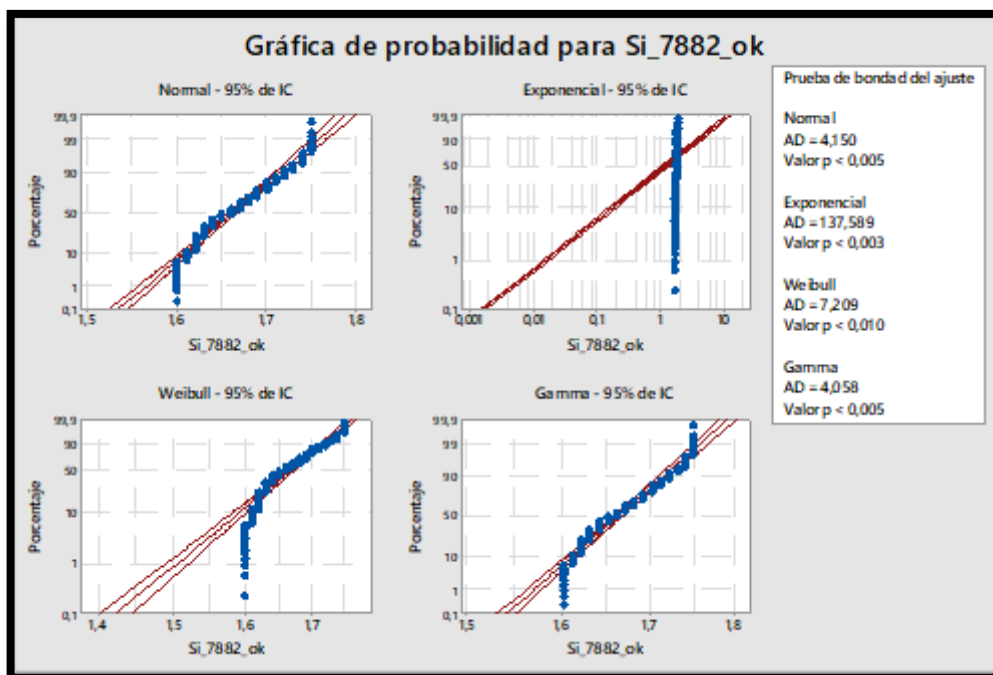 Gráfica de probabilidad para Si_7882_ok
Normal - 95% de IC
Porcentaje
99,9
99
90
50
10
1
0,1
1,5 1,6 1,7 1,8
Si_7882_ok
Exponencial - 95% de IC
Porcentaje
99,9
90
50
10
1
0,1
0,001 0,01 0,1 1 10
Si_7882_ok
Weibull - 95% de IC
Porcentaje
99,9
90
50
10
1
0,1
1,4 1,5 1,6 1,7
Si_7882_ok
Gamma - 95% de IC
Porcentaje
99,9
99
90
50
10
1
0,1
1,5 1,6 1,7 1,8
Si_7882_ok
Prueba de bondad del ajuste
Normal
AD = 4,150
Valor p < 0,005
Exponencial
AD = 137,589
Valor p < 0,003
Weibull
AD = 7,209
Valor p < 0,010
Gamma
AD = 4,058
Valor p < 0,005